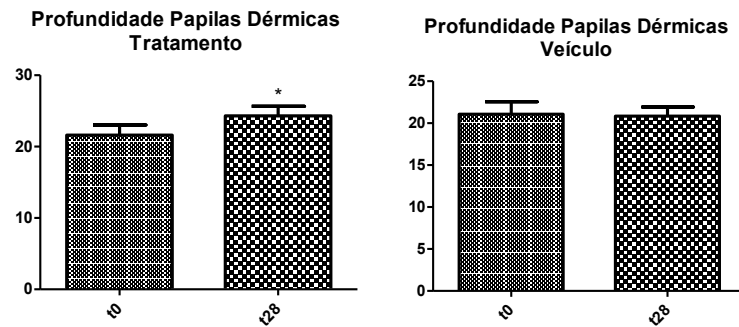 Profundidade Papilas Dérmicas
Tratamento
30
20
10
0
*
t0
t28
Profundidade Papilas Dérmicas
Veículo
25
20
15
10
5
0
t0
t28